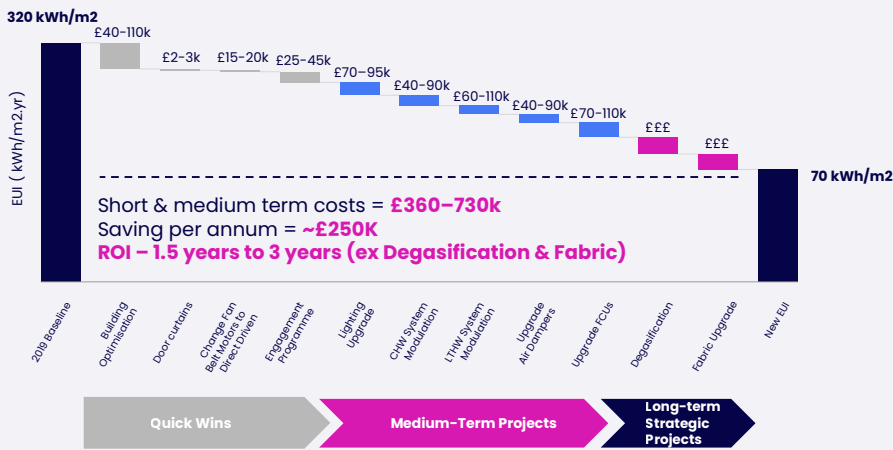 320 kWh/m2
£40-110k
£2-3k
£15-20k
£25-45k
£70–95k
£40-90k
£60-110k
£40-90k
£70-110k
£££
£££
EUI ( kWh/m2.yr)
70 kWh/m2
Short & medium term costs = £360–730k
Saving per annum = ~£250K
ROI – 1.5 years to 3 years (ex Degasification & Fabric)
2019 Baseline
Building
Optimisation
Door curtains
Change Fan
Belt Motors to
Direct Driven
Engagement
Programme
Lighting
Upgrade
CHW System
Modulation
LTHW System
Modulation
Upgrade
Air Dampers
Upgrade FCUs
Degasification
Fabric Upgrade
New EUI
Quick Wins
Medium-Term Projects
Long-term
Strategic
Projects